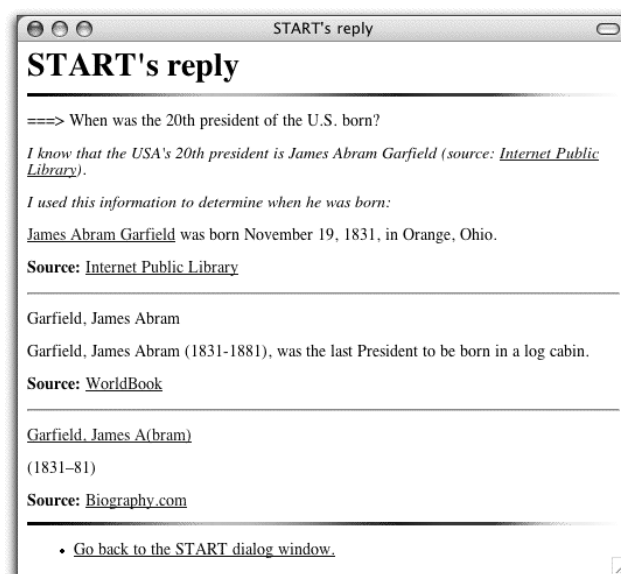 START's reply
START's reply
===> When was the 20th president of the U.S. born?
I know that the USA's 20th president is James Abram Garfield (source: Internet Public
Library).
I used this information to determine when he was born:
James Abram Garfield was born November 19, 1831, in Orange, Ohio.
Source: Internet Public Library
Garfield, James Abram
Garfield, James Abram (1831-1881), was the last President to be born in a log cabin.
Source: WorldBook
Garfield, James A(bram)
(1831–81)
Source: Biography.com
• Go back to the START dialog window.